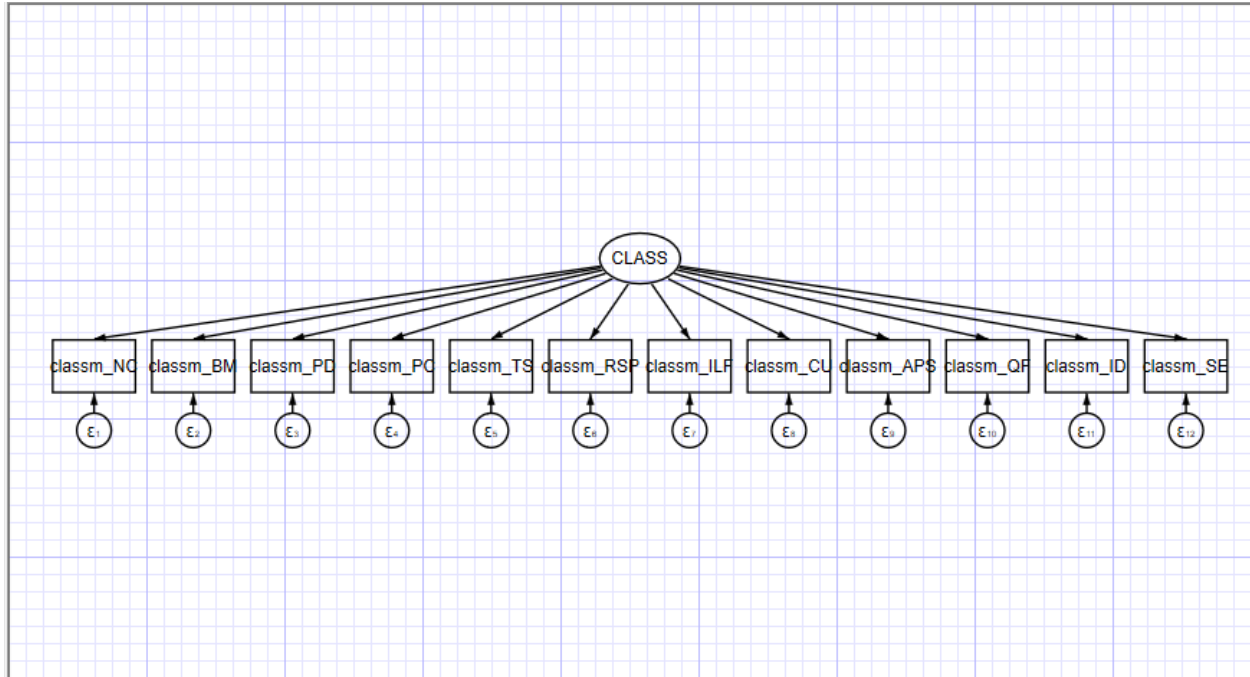 CLASS
classm_NC classm_BM classm_PD classm_PC classm_TS classm_RSP classm_ILF classm_CU classm_APS classm_QF classm_ID classm_SE
ε1 ε2 ε3 ε4 ε5 ε6 ε7 ε8 ε9 ε10 ε11 ε12